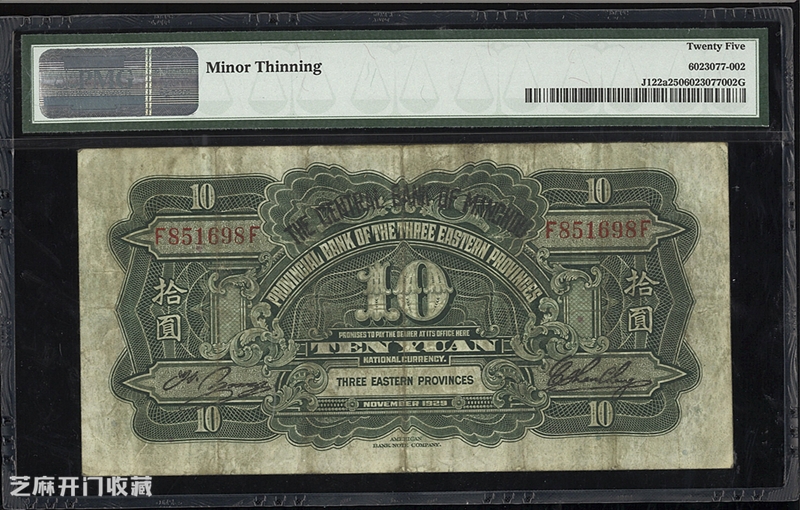 PMG
Minor Thinning
Twenty Five
6023077-002
J122a2506023077002G
10
10
THE CENTRAL BANK OF MANCHOU
F851698F
F851698F
PROVINCIAL BANK OF THE THREE EASTERN PROVINCES
拾圓
10
拾圓
PROMISES TO PAY THE BEARER AT ITS OFFICE HERE
TEN YUAN
NATIONAL CURRENCY.
THREE EASTERN PROVINCES
NOVEMBER 1929
10
10
AMERICAN
BANK NOTE COMPANY.
芝麻开门收藏